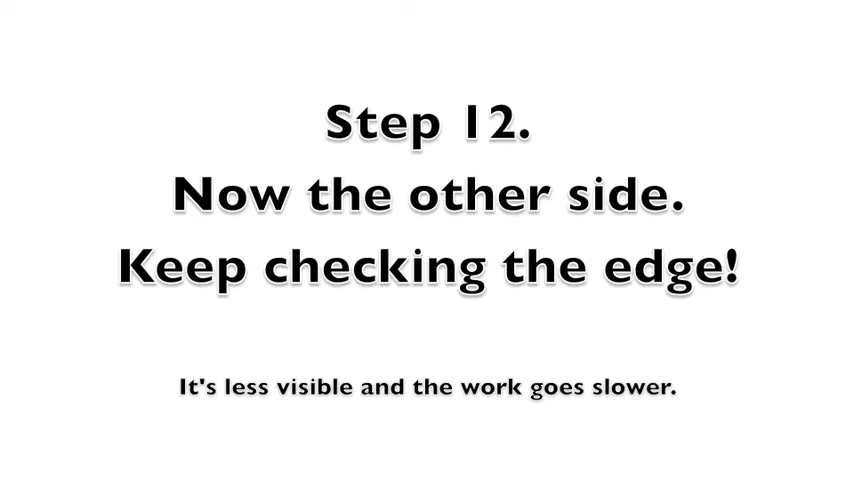 Step 12.
Now the other side.
Keep checking the edge!
It's less visible and the work goes slower.